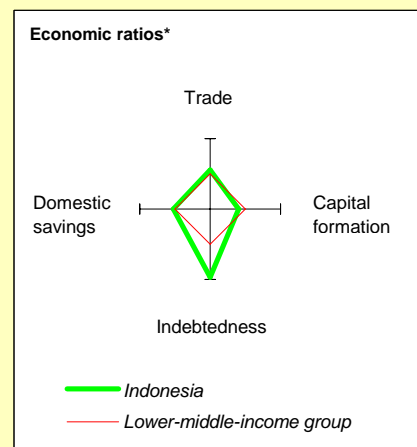 Economic ratios*
Trade
Domestic
savings
Capital
formation
Indebtedness
Indonesia
Lower-middle-income group